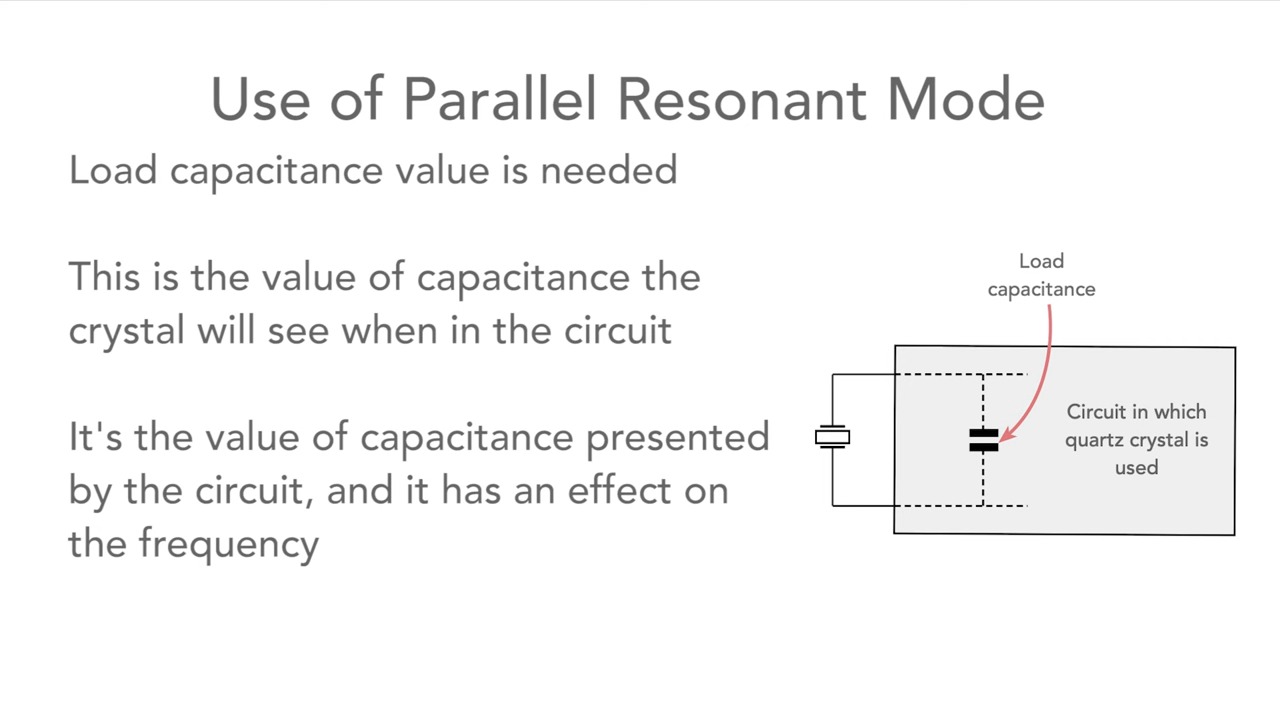 Use of Parallel Resonant Mode
Load capacitance value is needed
This is the value of capacitance the
crystal will see when in the circuit
It's the value of capacitance presented
by the circuit, and it has an effect on
the frequency
Load
capacitance
Circuit in which
quartz crystal is
used